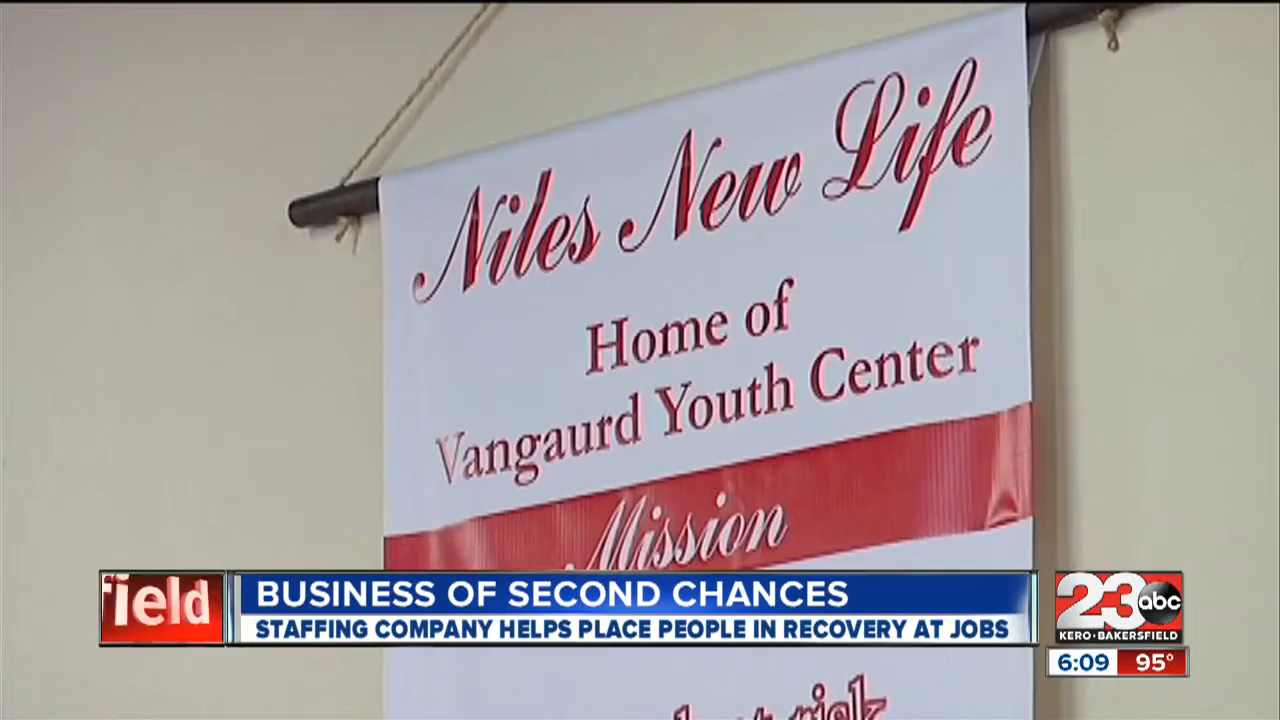 Niles New Life
Home of
Vangaurd Youth Center
Mission
risk
field
BUSINESS OF SECOND CHANCES
STAFFING COMPANY HELPS PLACE PEOPLE IN RECOVERY AT JOBS
23 abc
KERO-BAKERSFIELD
6:09 95°